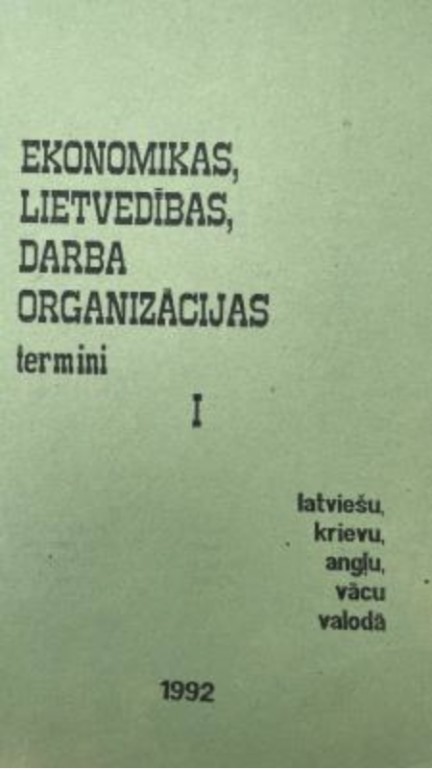 EKONOMIKAS,
LIETVEDĪBAS,
DARBA
ORGANIZĀCIJAS
termini
I
latviešu,
krievu,
angļu,
vācu
valodā
1992